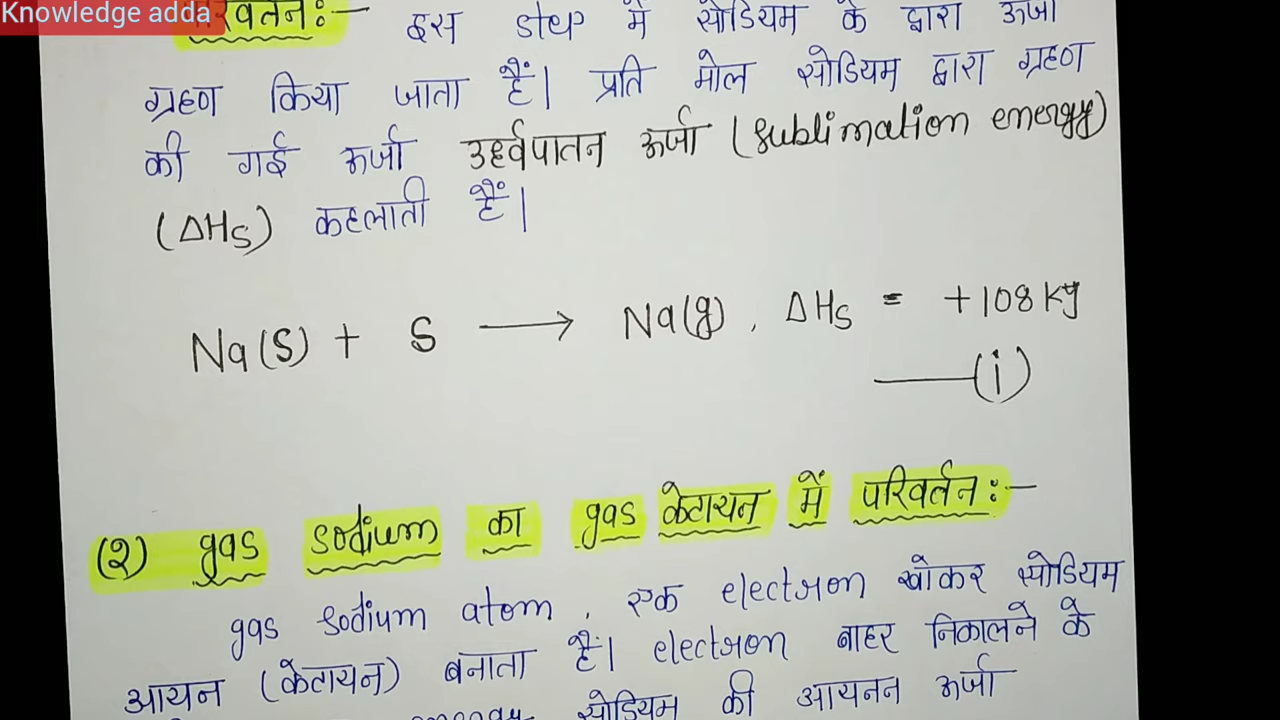 Knowledge adda
परिवर्तन:- इस step में सोडियम के द्वारा ऊर्जा
ग्रहण किया जाता हैं। प्रति मोल सोडियम द्वारा ग्रहण
की गई ऊर्जा उर्ध्वपातन ऊर्जा (Sublimation energy)
(ΔHS) कहलाती हैं।
Na(S) + S ⟶ Na(g), ΔHS = +108 KJ
—(i)
(२) gas sodium का gas केटायन में परिवर्तन:-
gas sodium atom, एक electron खोकर सोडियम
आयन (केटायन) बनाता हैं। electron बाहर निकालने के
सोडियम की आयनन ऊर्जा